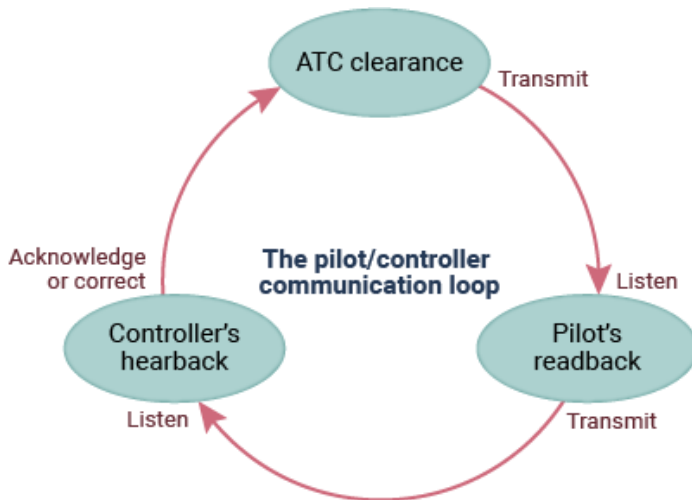 ATC clearance
Transmit
Acknowledge
or correct
The pilot/controller
communication loop
Listen
Controller’s
hearback
Pilot’s
readback
Listen
Transmit